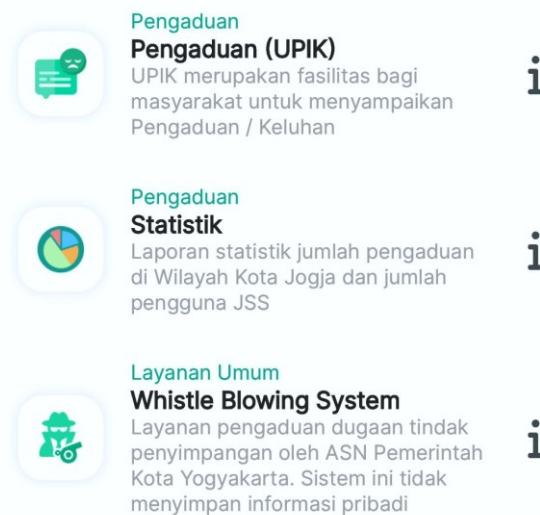 Pengaduan
Pengaduan (UPIK)
UPIK merupakan fasilitas bagi
masyarakat untuk menyampaikan
Pengaduan / Keluhan
Pengaduan
Statistik
Laporan statistik jumlah pengaduan
di Wilayah Kota Jogja dan jumlah
pengguna JSS
Layanan Umum
Whistle Blowing System
Layanan pengaduan dugaan tindak
penyimpangan oleh ASN Pemerintah
Kota Yogyakarta. Sistem ini tidak
menyimpan informasi pribadi